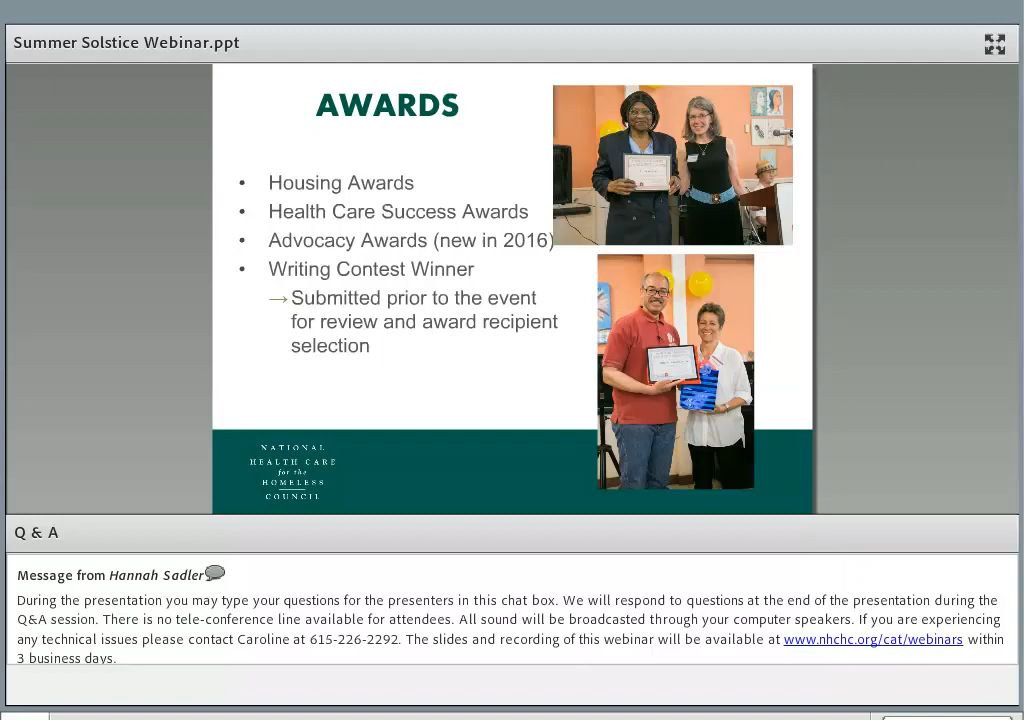 Summer Solstice Webinar.ppt
AWARDS
• Housing Awards
• Health Care Success Awards
• Advocacy Awards (new in 2016)
• Writing Contest Winner
→Submitted prior to the event
for review and award recipient
selection
NATIONAL
HEALTH CARE
for the
HOMELESS
COUNCIL
Q & A
Message from Hannah Sadler
During the presentation you may type your questions for the presenters in this chat box. We will respond to questions at the end of the presentation during the
Q&A session. There is no tele-conference line available for attendees. All sound will be broadcasted through your computer speakers. If you are experiencing
any technical issues please contact Caroline at 615-226-2292. The slides and recording of this webinar will be available at www.nhchc.org/cat/webinars within
3 business days.